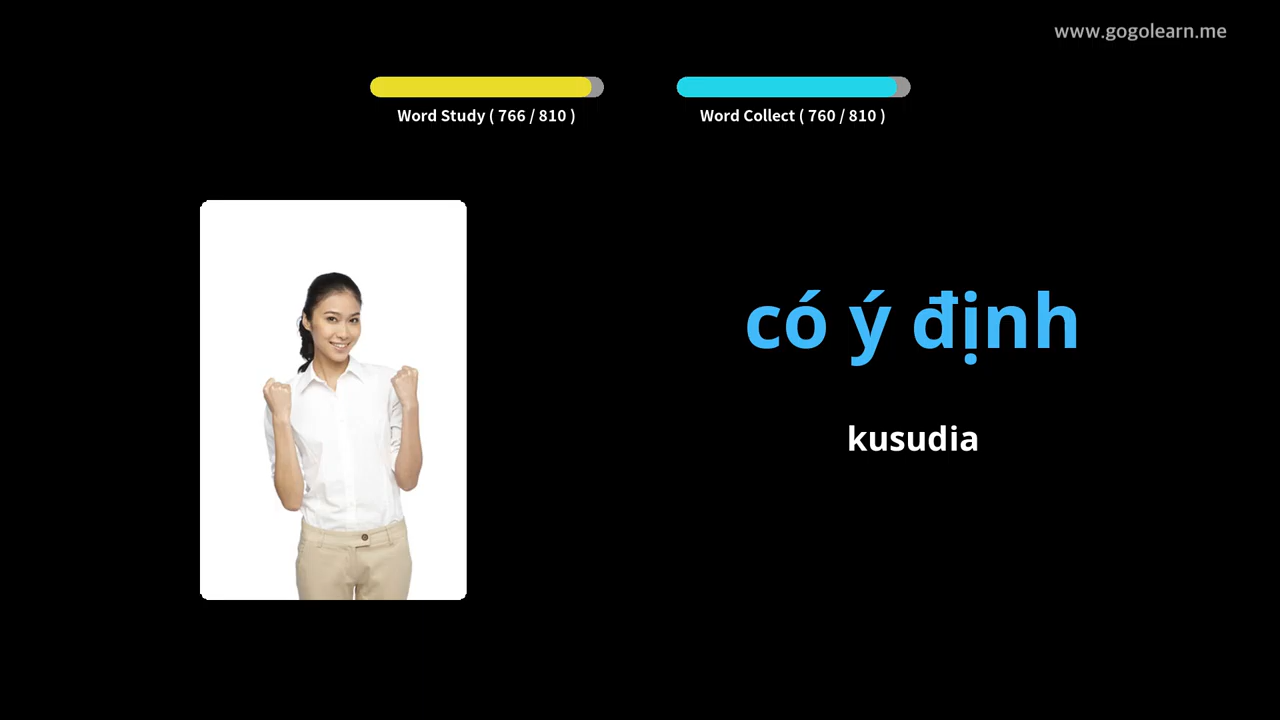 www.gogolearn.me
Word Study ( 766 / 810 )
Word Collect ( 760 / 810 )
có ý định
kusudia